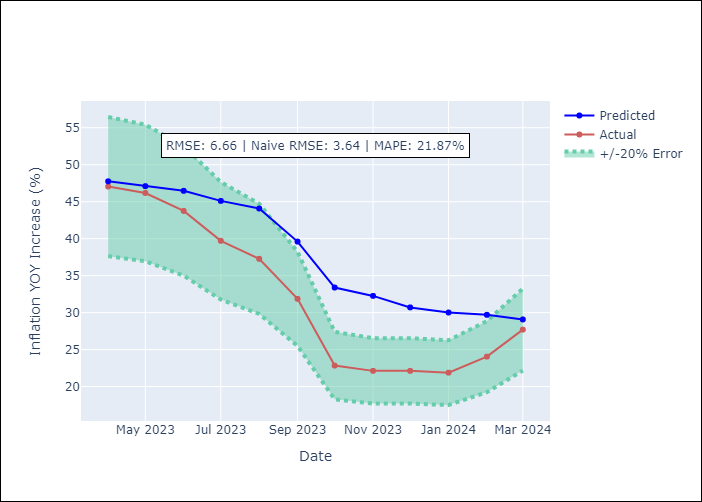 RMSE: 6.66 | Naive RMSE: 3.64 | MAPE: 21.87%
Predicted
Actual
+/-20% Error
Inflation YOY Increase (%)
55
50
45
40
35
30
25
20
May 2023
Jul 2023
Sep 2023
Nov 2023
Jan 2024
Mar 2024
Date